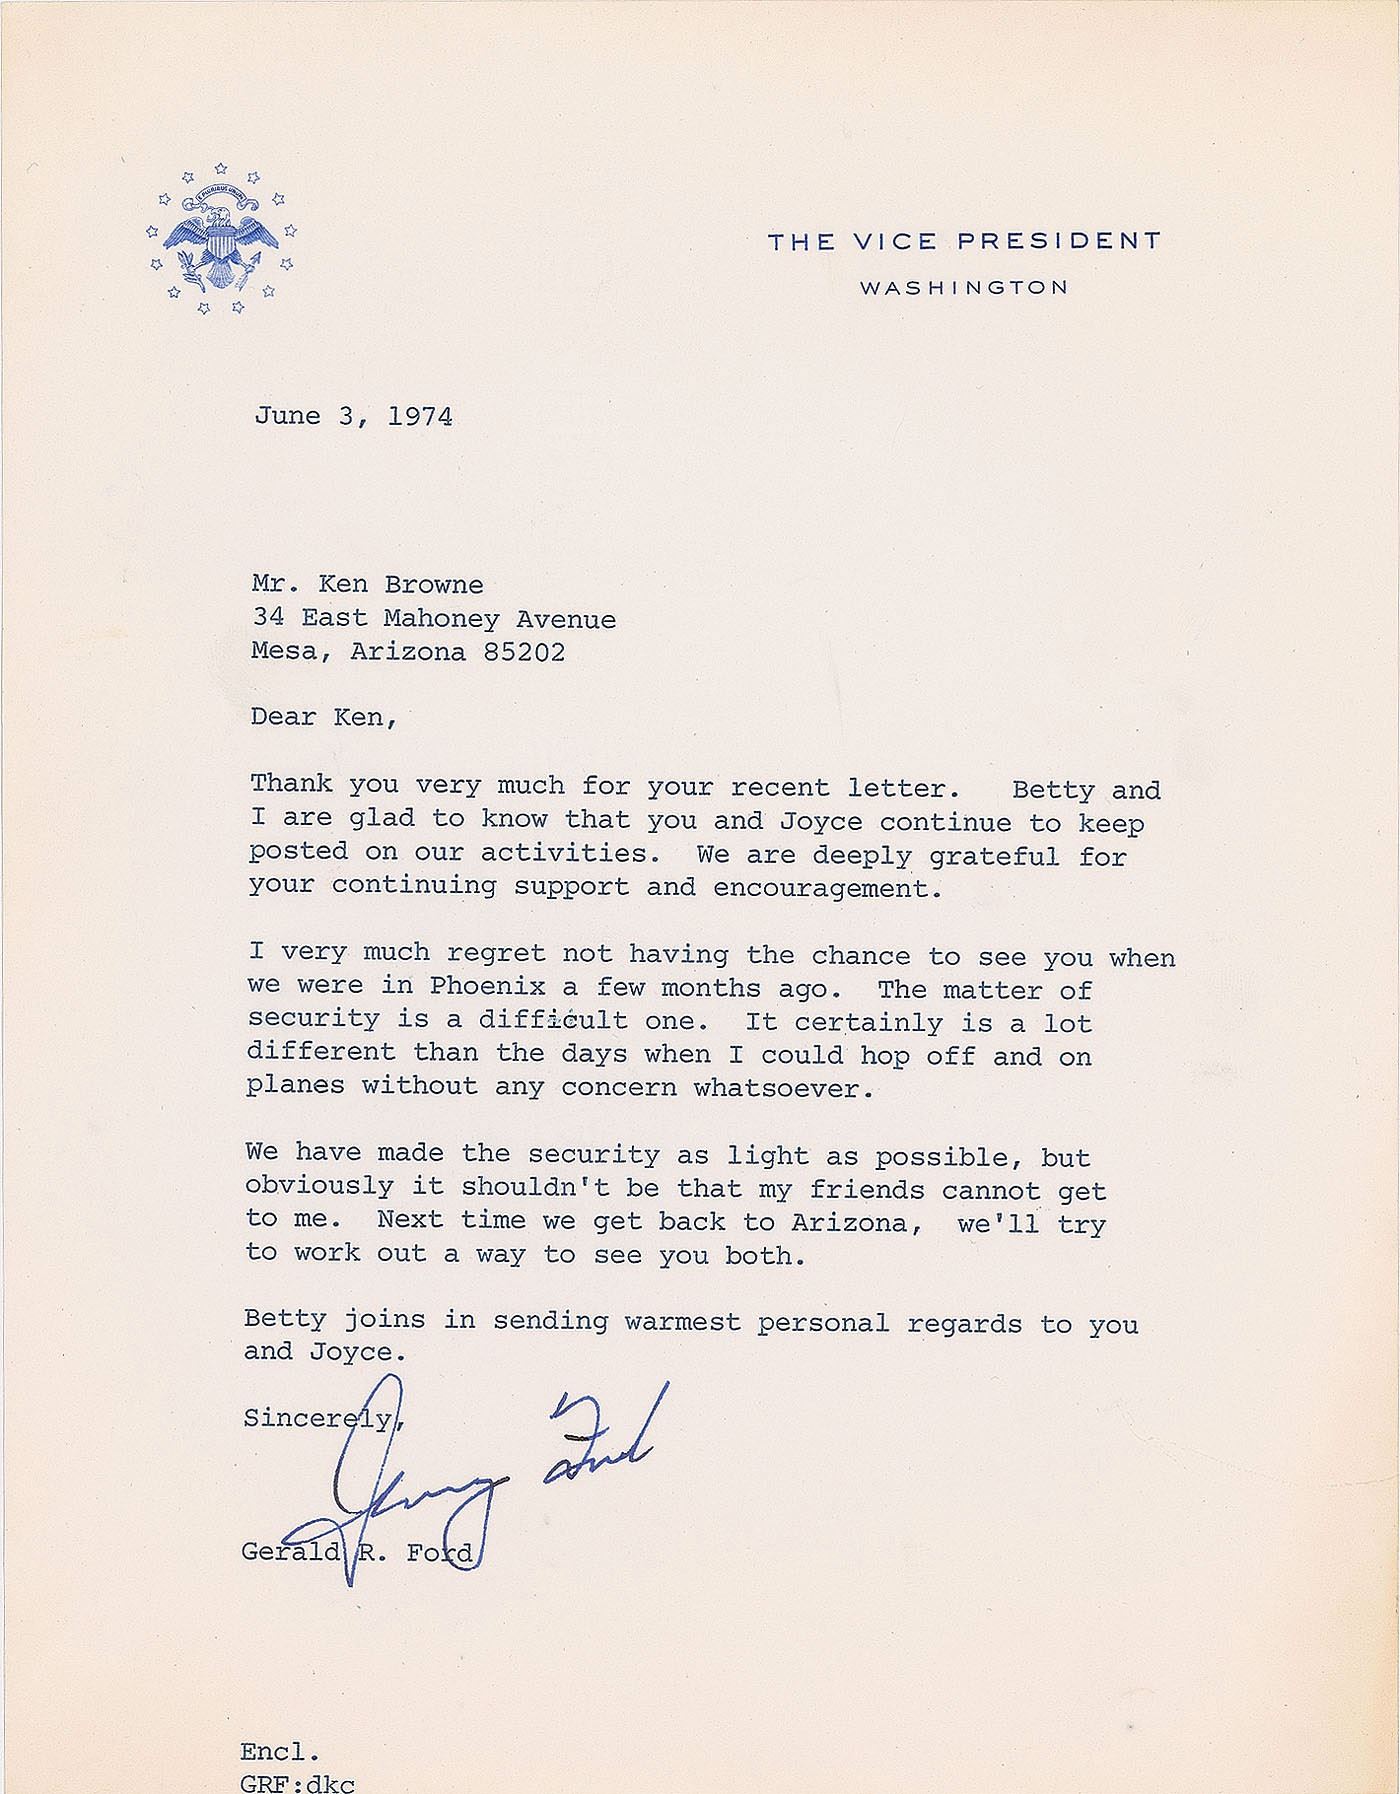 E PLURIBUS UNUM
THE VICE PRESIDENT
WASHINGTON
June 3, 1974
Mr. Ken Browne
34 East Mahoney Avenue
Mesa, Arizona 85202
Dear Ken,
Thank you very much for your recent letter. Betty and
I are glad to know that you and Joyce continue to keep
posted on our activities. We are deeply grateful for
your continuing support and encouragement.
I very much regret not having the chance to see you when
we were in Phoenix a few months ago. The matter of
security is a difficult one. It certainly is a lot
different than the days when I could hop off and on
planes without any concern whatsoever.
We have made the security as light as possible, but
obviously it shouldn't be that my friends cannot get
to me. Next time we get back to Arizona, we'll try
to work out a way to see you both.
Betty joins in sending warmest personal regards to you
and Joyce.
Sincerely,
Jerry Ford
Gerald R. Ford
Encl.
GRF:dkc